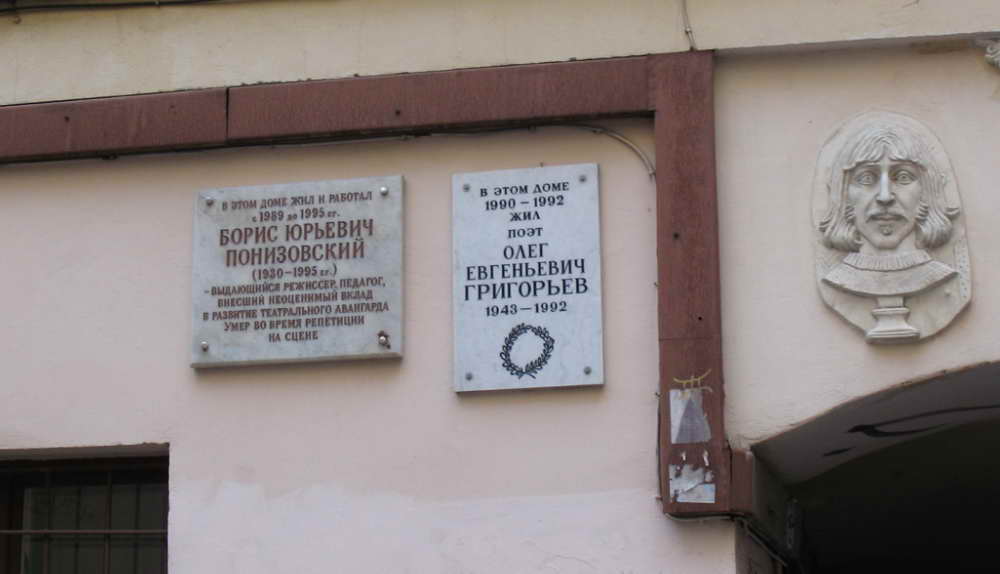 В ЭТОМ ДОМЕ ЖИЛ И РАБОТАЛ
с 1989 до 1995 гг.
БОРИС ЮРЬЕВИЧ
ПОНИЗОВСКИЙ
(1930–1995 гг.)
– ВЫДАЮЩИЙСЯ РЕЖИССЕР, ПЕДАГОГ,
ВНЕСШИЙ НЕОЦЕНИМЫЙ ВКЛАД
В РАЗВИТИЕ ТЕАТРАЛЬНОГО АВАНГАРДА
УМЕР ВО ВРЕМЯ РЕПЕТИЦИИ
НА СЦЕНЕ
В ЭТОМ ДОМЕ
1990 – 1992
ЖИЛ
ПОЭТ
ОЛЕГ
ЕВГЕНЬЕВИЧ
ГРИГОРЬЕВ
1943 – 1992